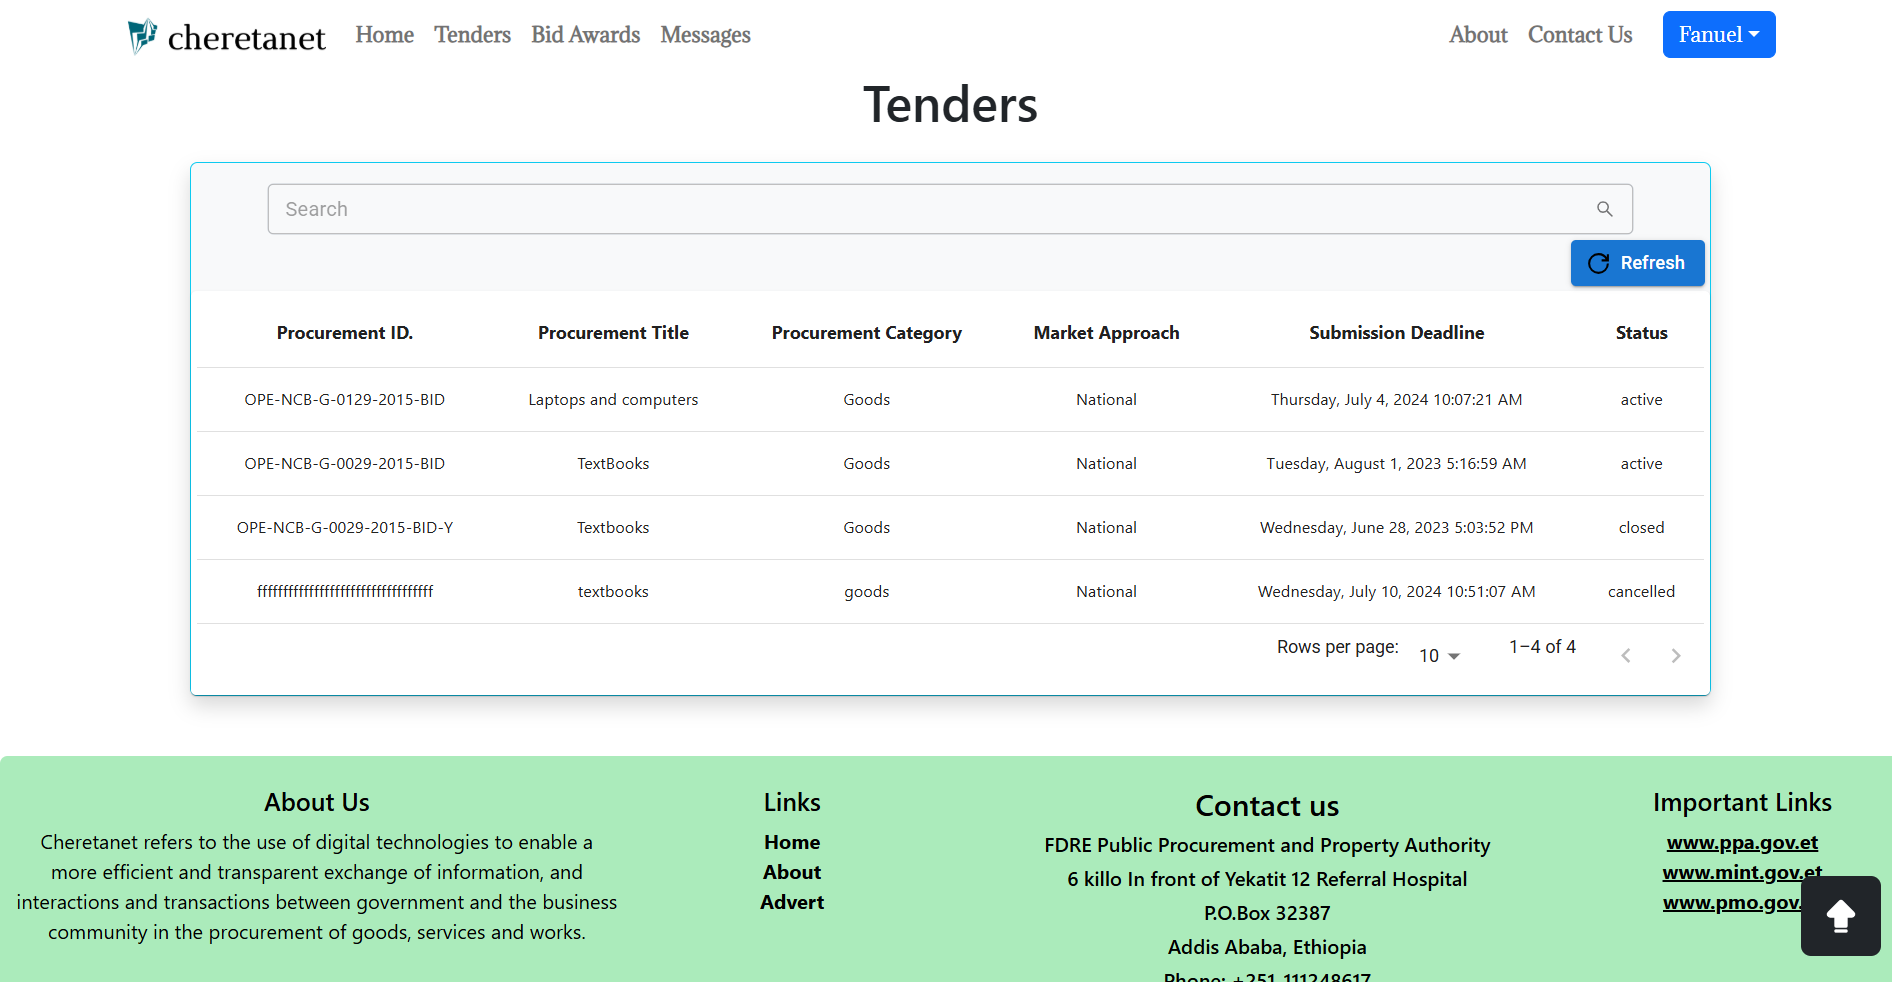 cheretanet Home Tenders Bid Awards Messages About Contact Us Fanuel
Tenders
Search
Refresh
Procurement ID. Procurement Title Procurement Category Market Approach Submission Deadline Status
OPE-NCB-G-0129-2015-BID Laptops and computers Goods National Thursday, July 4, 2024 10:07:21 AM active
OPE-NCB-G-0029-2015-BID TextBooks Goods National Tuesday, August 1, 2023 5:16:59 AM active
OPE-NCB-G-0029-2015-BID-Y Textbooks Goods National Wednesday, June 28, 2023 5:03:52 PM closed
textbooks goods National Wednesday, July 10, 2024 10:51:07 AM cancelled
Rows per page: 10 1–4 of 4
About Us
Cheretanet refers to the use of digital technologies to enable a
more efficient and transparent exchange of information, and
interactions and transactions between government and the business
community in the procurement of goods, services and works.
Links
Home
About
Advert
Contact us
FDRE Public Procurement and Property Authority
6 killo In front of Yekatit 12 Referral Hospital
P.O.Box 32387
Addis Ababa, Ethiopia
Phone: +251-111248617
Important Links
www.ppa.gov.et
www.mint.gov.et
www.pmo.gov.